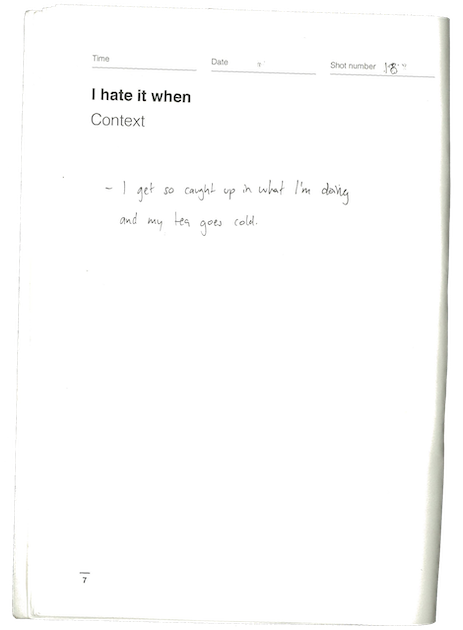 Time Date Shot number 18
I hate it when
Context
- I get so caught up in what I'm doing
and my tea goes cold.
7